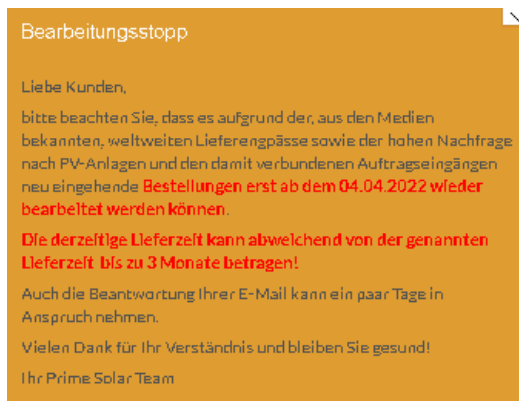 Bearbeitungsstopp
Liebe Kunden,
bitte beachten Sie, dass es aufgrund der, aus den Medien
bekannten, weltweiten Lieferengpässe sowie der hohen Nachfrage
nach PV-Anlagen und den damit verbundenen Auftragseingängen
neu eingehende Bestellungen erst ab dem 04.04.2022 wieder
bearbeitet werden können.
Die derzeitige Lieferzeit kann abweichend von der genannten
Lieferzeit bis zu 3 Monate betragen!
Auch die Beantwortung Ihrer E-Mail kann ein paar Tage in
Anspruch nehmen.
Vielen Dank für Ihr Verständnis und bleiben Sie gesund!
Ihr Prime Solar Team